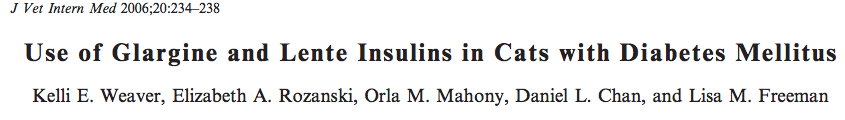 J Vet Intern Med 2006;20:234–238
Use of Glargine and Lente Insulins in Cats with Diabetes Mellitus
Kelli E. Weaver, Elizabeth A. Rozanski, Orla M. Mahony, Daniel L. Chan, and Lisa M. Freeman